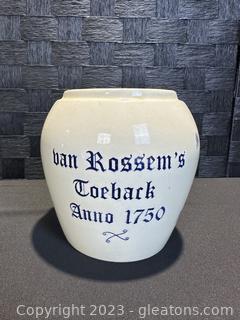 van Rossem's
Toeback
Anno 1750
Copyright 2023 - gleatons.com